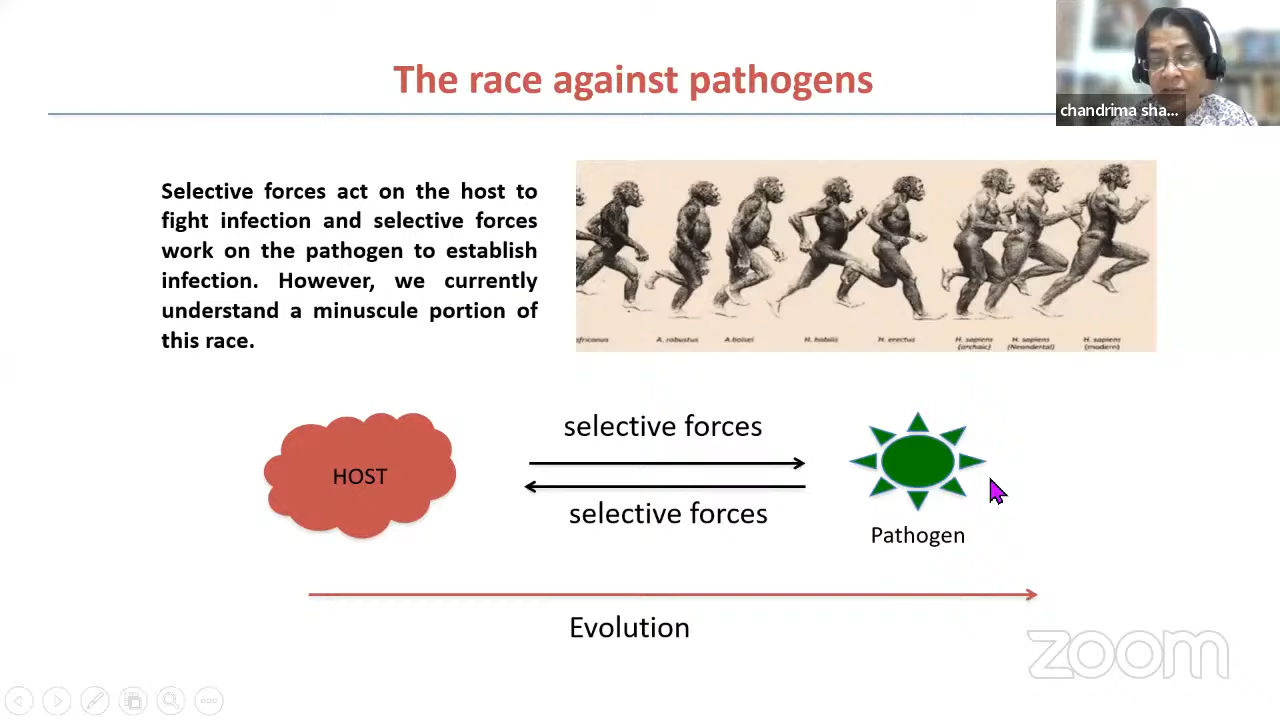 The race against pathogens
chandrima sha...
Selective forces act on the host to
fight infection and selective forces
work on the pathogen to establish
infection. However, we currently
understand a minuscule portion of
this race.
africanus
A. robustus
A.boisei
H. habilis
H. erectus
H. sapiens
(archaic)
H. sapiens
(Neondertal)
H. sapiens
(modern)
selective forces
HOST
selective forces
Pathogen
Evolution
zoom